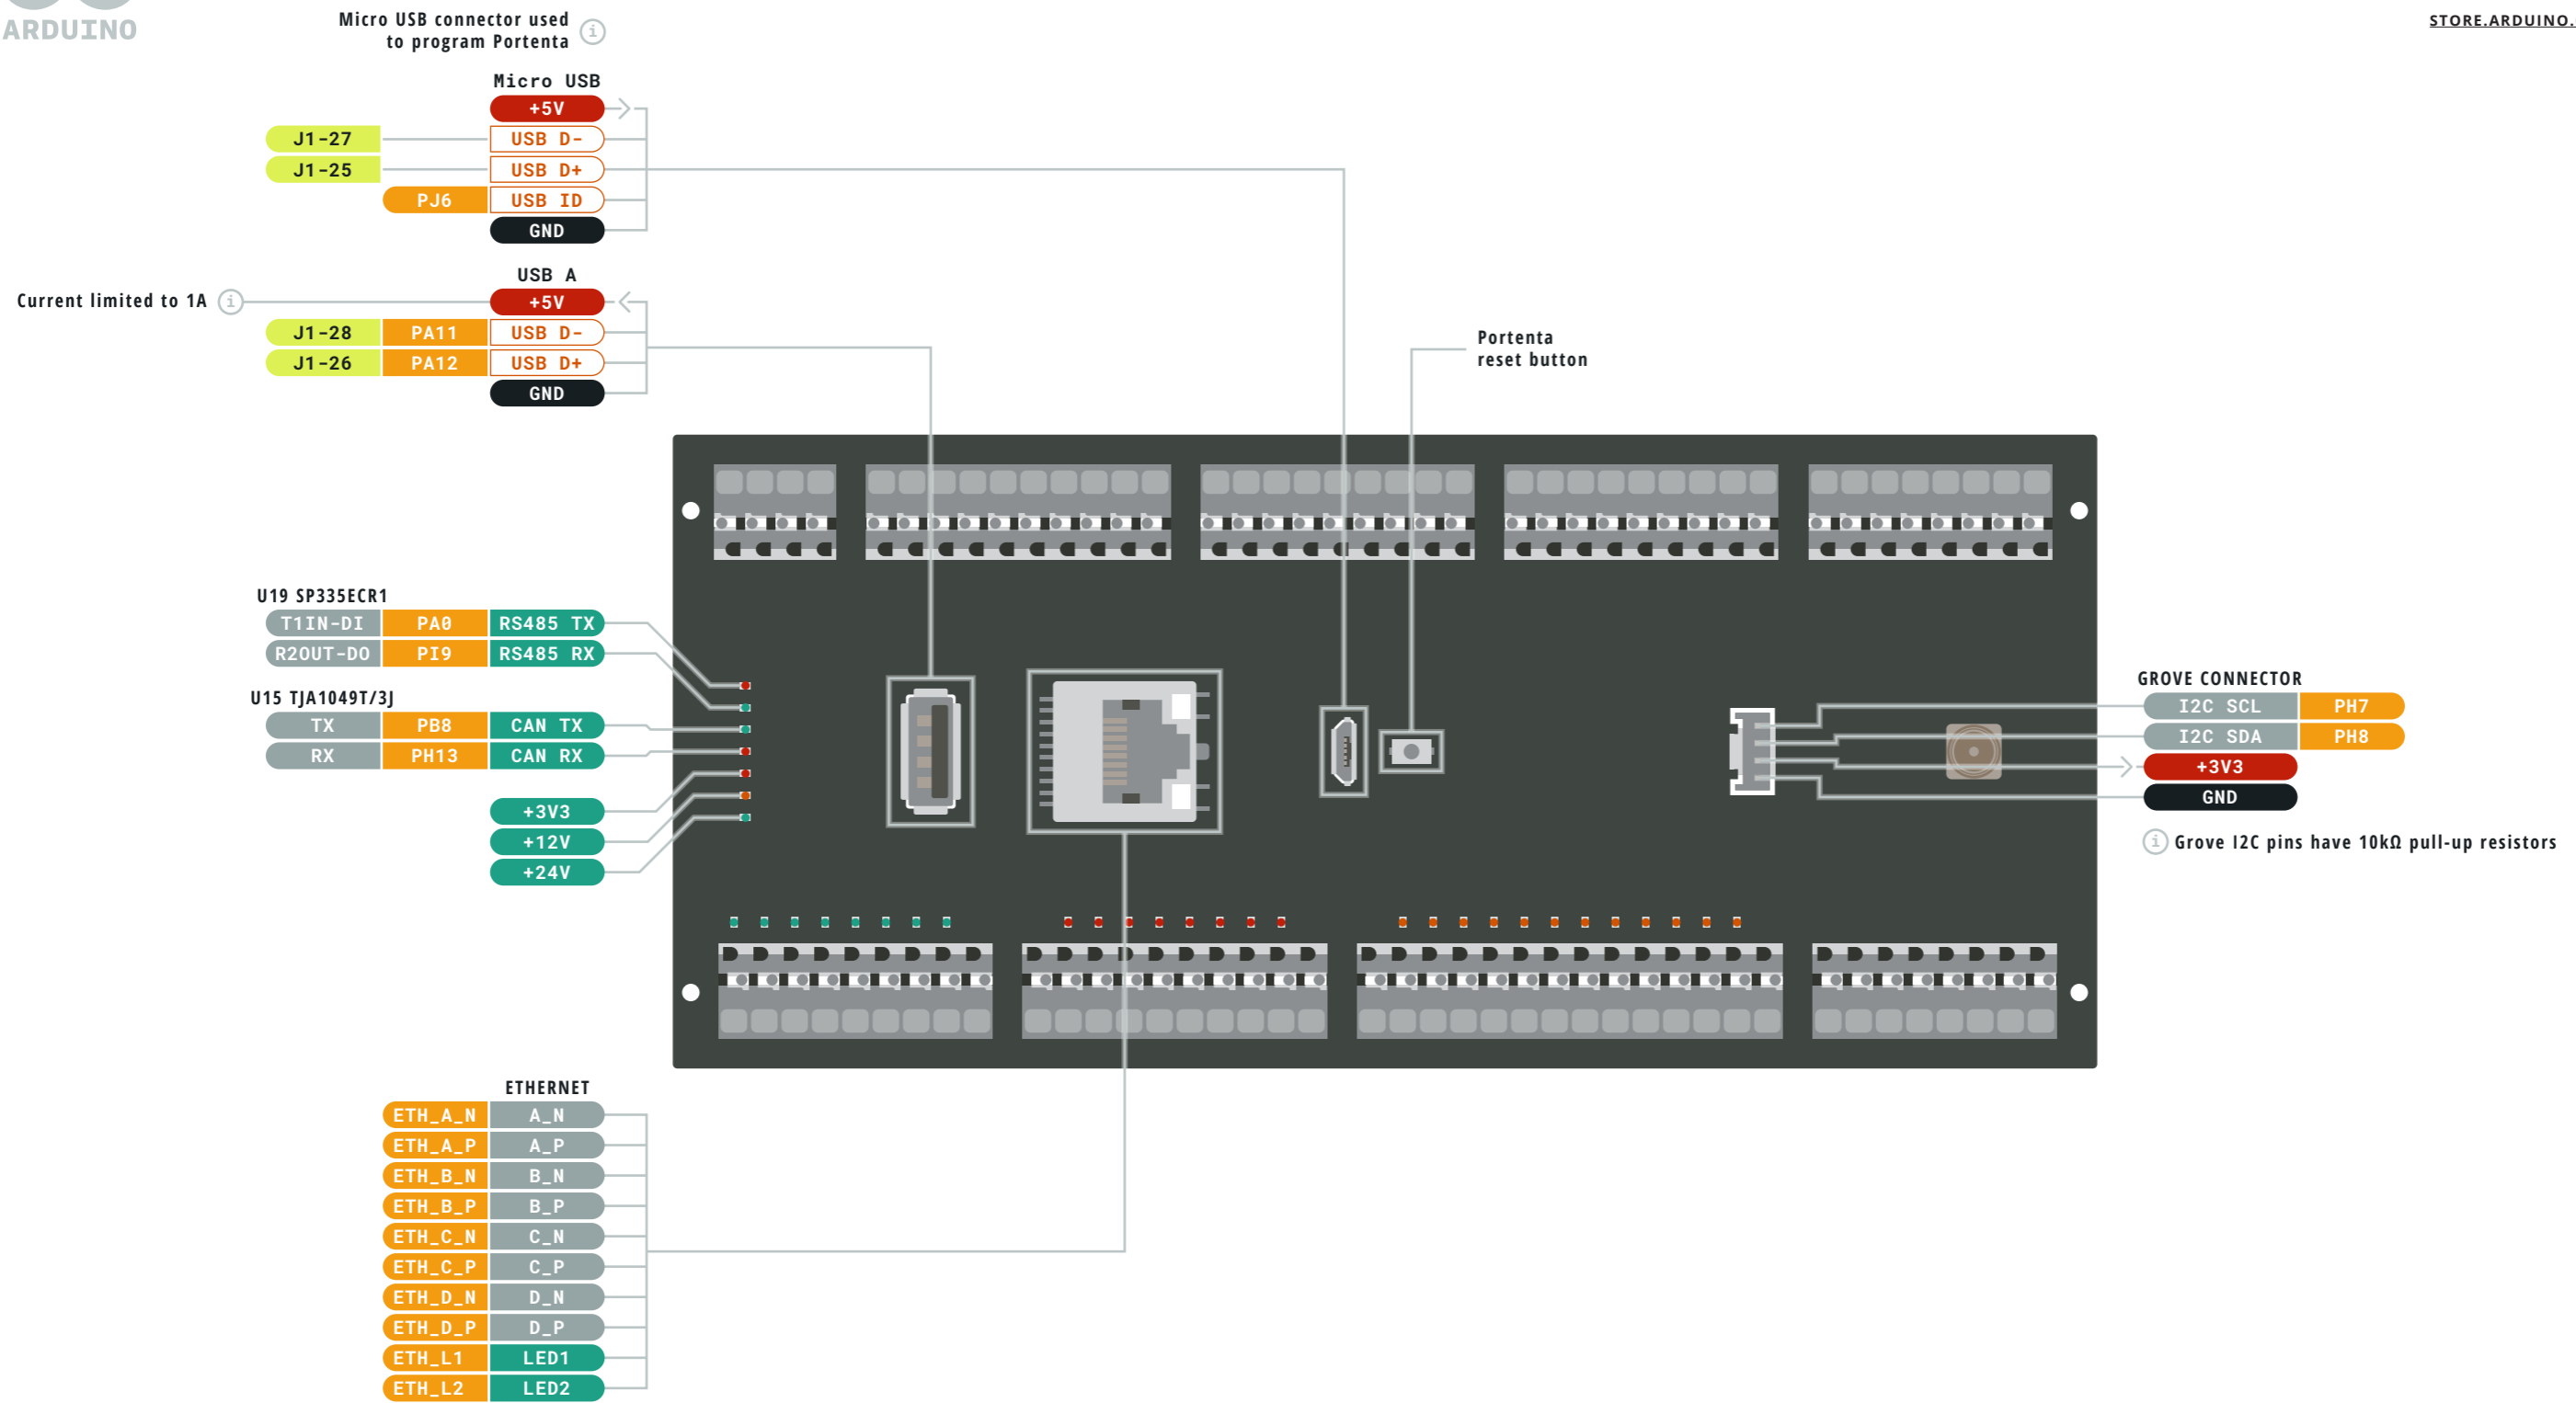 ARDUINO
Micro USB connector used
to program Portenta
i
STORE.ARDUINO.
Micro USB
+5V
J1-27 USB D-
J1-25 USB D+
PJ6 USB ID
GND
USB A
Current limited to 1A i +5V
J1-28 PA11 USB D-
J1-26 PA12 USB D+
GND
Portenta
reset button
U19 SP335ECR1
T1IN-DI PA0 RS485 TX
R2OUT-DO PI9 RS485 RX
U15 TJA1049T/3J
TX PB8 CAN TX
RX PH13 CAN RX
+3V3
+12V
+24V
GROVE CONNECTOR
I2C SCL PH7
I2C SDA PH8
+3V3
GND
i Grove I2C pins have 10kΩ pull-up resistors
ETHERNET
ETH_A_N A_N
ETH_A_P A_P
ETH_B_N B_N
ETH_B_P B_P
ETH_C_N C_N
ETH_C_P C_P
ETH_D_N D_N
ETH_D_P D_P
ETH_L1 LED1
ETH_L2 LED2